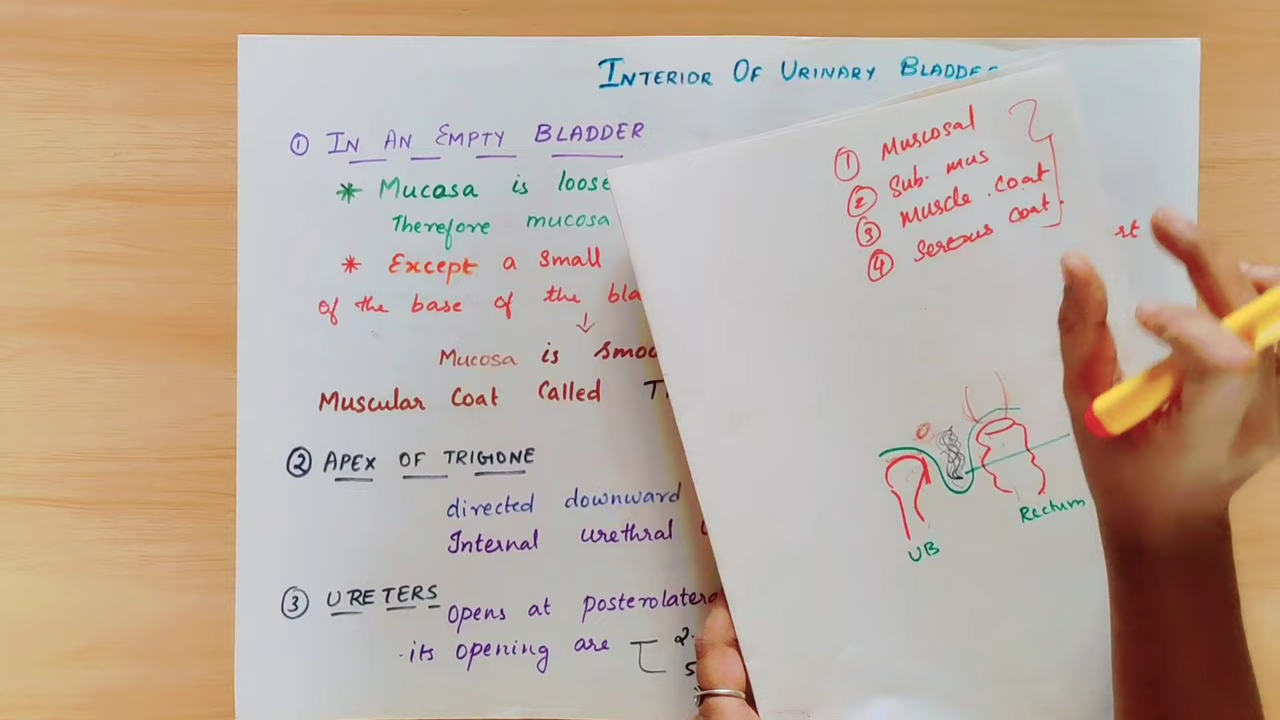 INTERIOR OF URINARY BLADDE
① IN AN EMPTY BLADDER
* Mucosa is loose
Therefore mucosa
* Except a small
of the base of the bla
↓
Mucosa is smoo
Muscular Coat Called T
② APEX OF TRIGONE
directed downward
Internal urethral
③ URETERS
Opens at posterolatera
its opening are
2.
5
① Muscosal
② Sub. mus
③ Muscle coat
④ Serous coat.
st
UB
Rectum